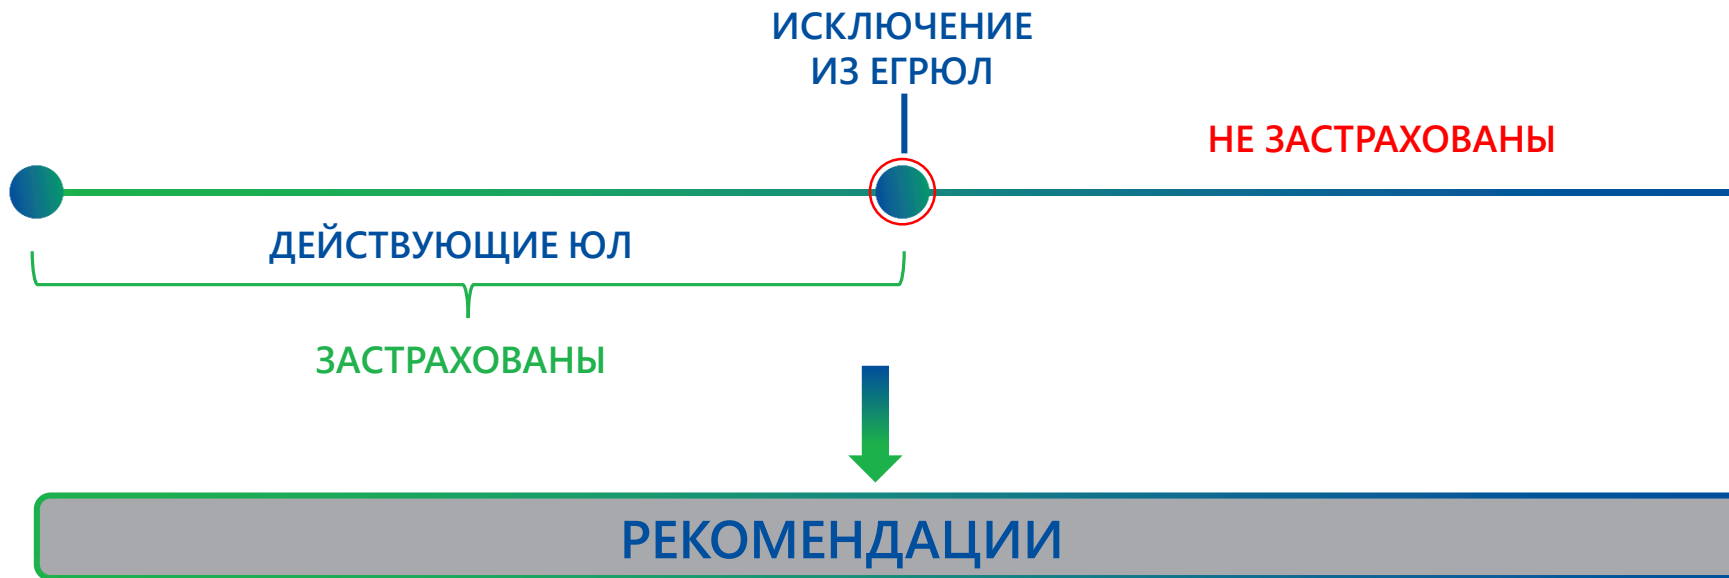 ИСКЛЮЧЕНИЕ
ИЗ ЕГРЮЛ
НЕ ЗАСТРАХОВАНЫ
ДЕЙСТВУЮЩИЕ ЮЛ
ЗАСТРАХОВАНЫ
РЕКОМЕНДАЦИИ